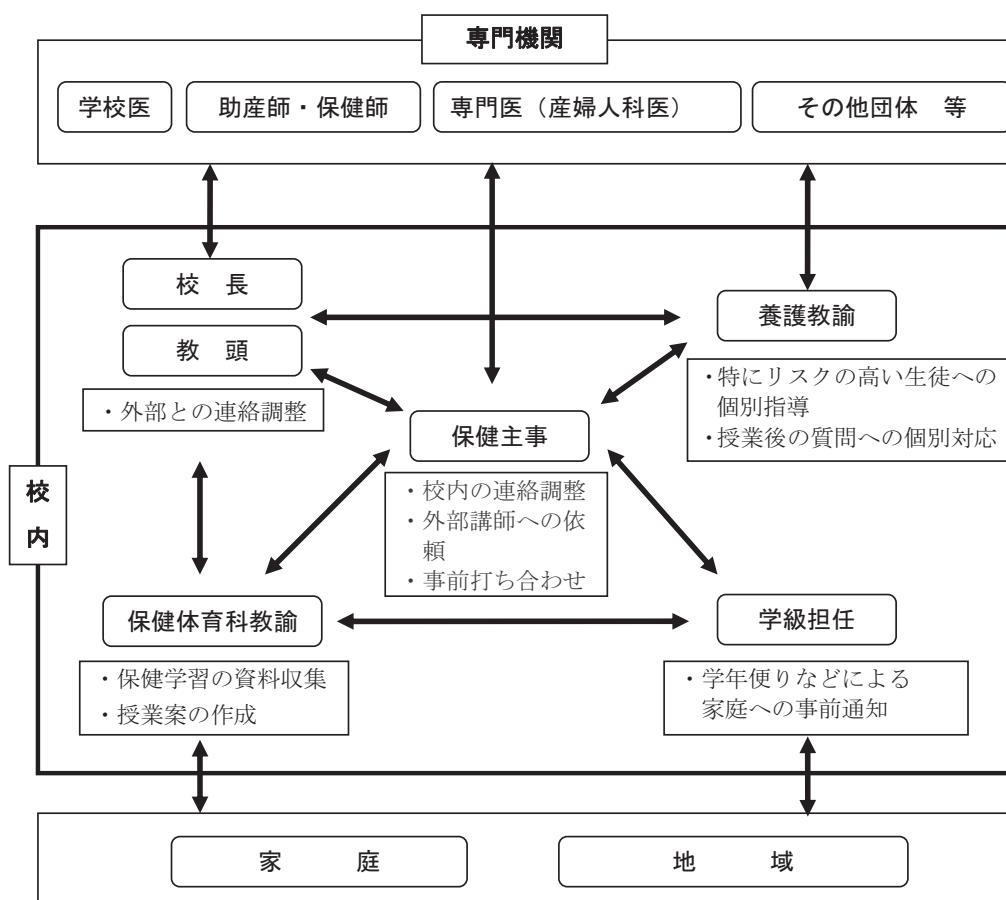 専門機関
学校医
助産師・保健師
専門医（産婦人科医）
その他団体　等
校　長
教　頭
・外部との連絡調整
養護教諭
・特にリスクの高い生徒への
個別指導
・授業後の質問への個別対応
保健主事
・校内の連絡調整
・外部講師への依
頼
・事前打ち合わせ
校
内
保健体育科教諭
・保健学習の資料収集
・授業案の作成
学級担任
・学年便りなどによる
家庭への事前通知
家　　　庭
地　　　域